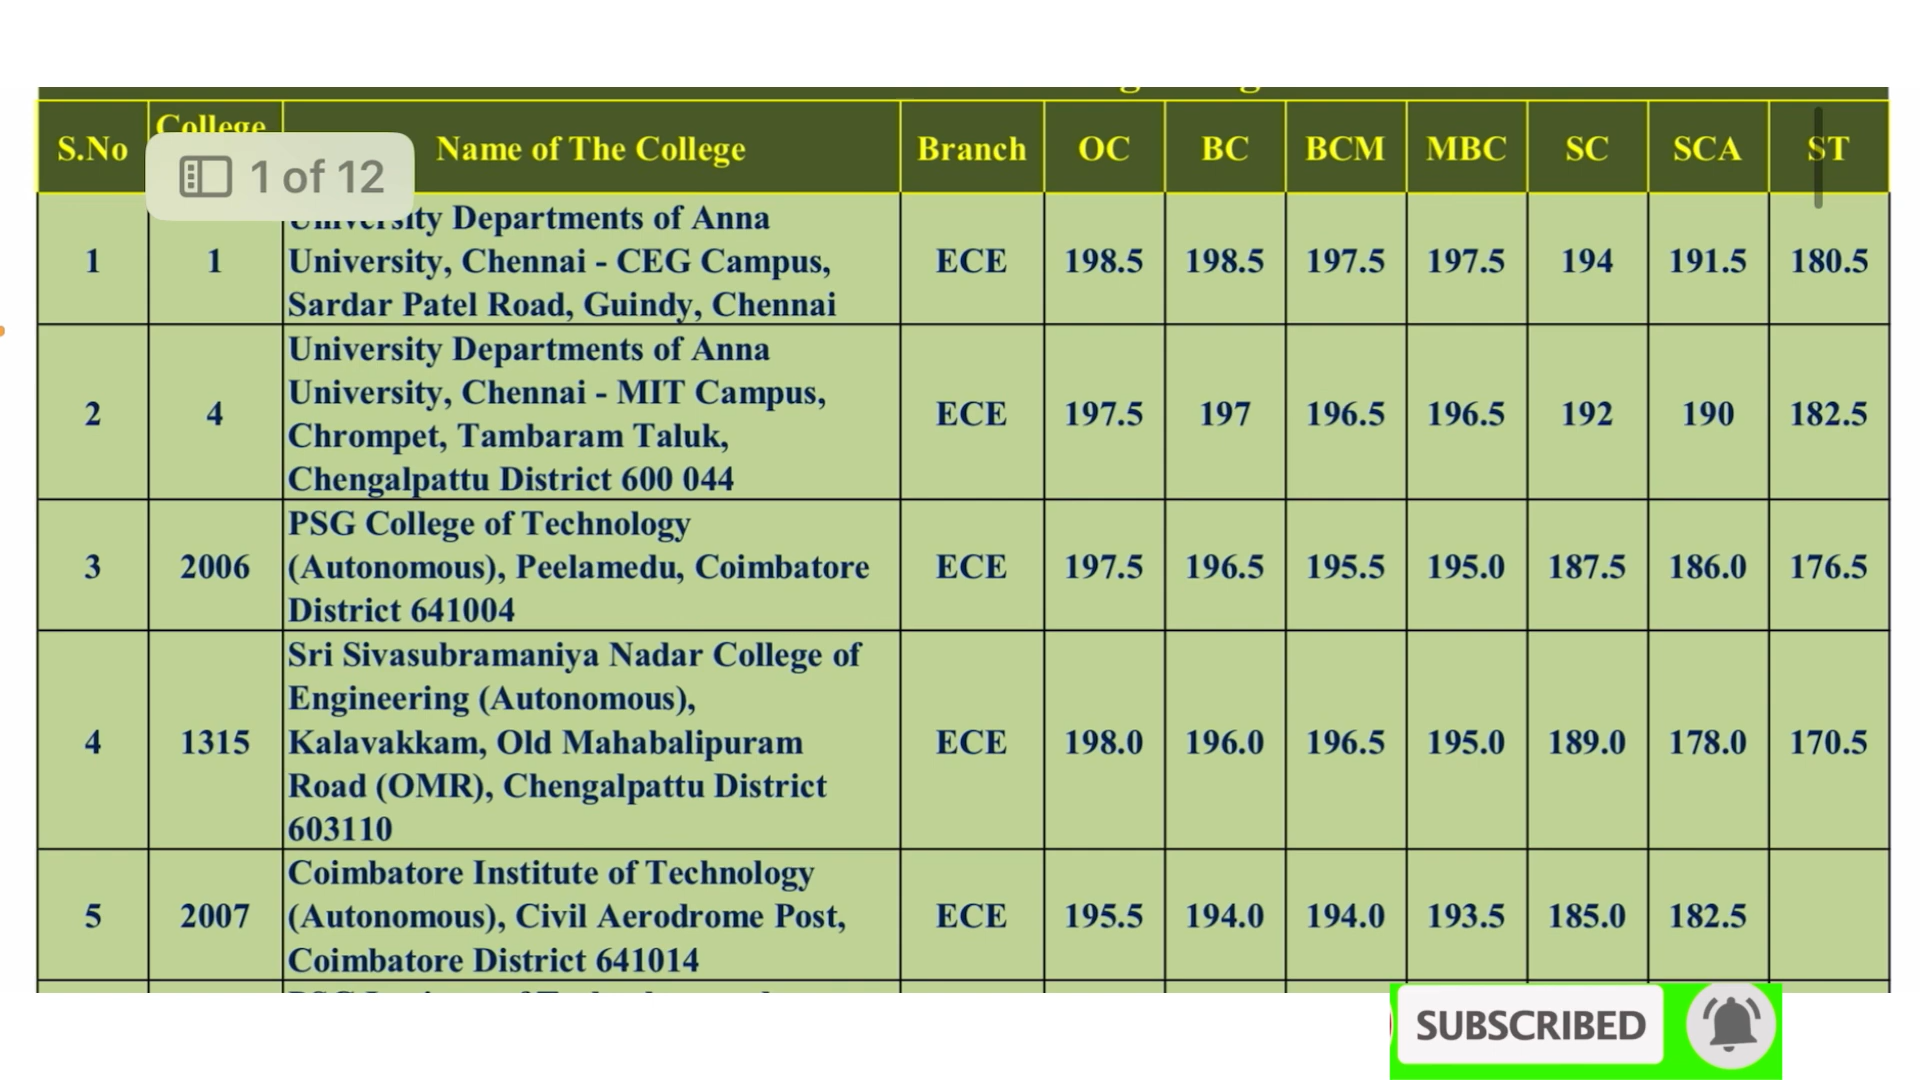 S.No College Name of The College Branch OC BC BCM MBC SC SCA ST
1 of 12
University Departments of Anna
1 1 University, Chennai - CEG Campus, ECE 198.5 198.5 197.5 197.5 194 191.5 180.5
Sardar Patel Road, Guindy, Chennai
University Departments of Anna
University, Chennai - MIT Campus,
2 4 ECE 197.5 197 196.5 196.5 192 190 182.5
Chrompet, Tambaram Taluk,
Chengalpattu District 600 044
PSG College of Technology
3 2006 (Autonomous), Peelamedu, Coimbatore ECE 197.5 196.5 195.5 195.0 187.5 186.0 176.5
District 641004
Sri Sivasubramaniya Nadar College of
Engineering (Autonomous),
4 1315 Kalavakkam, Old Mahabalipuram ECE 198.0 196.0 196.5 195.0 189.0 178.0 170.5
Road (OMR), Chengalpattu District
603110
Coimbatore Institute of Technology
5 2007 (Autonomous), Civil Aerodrome Post, ECE 195.5 194.0 194.0 193.5 185.0 182.5
Coimbatore District 641014
SUBSCRIBED